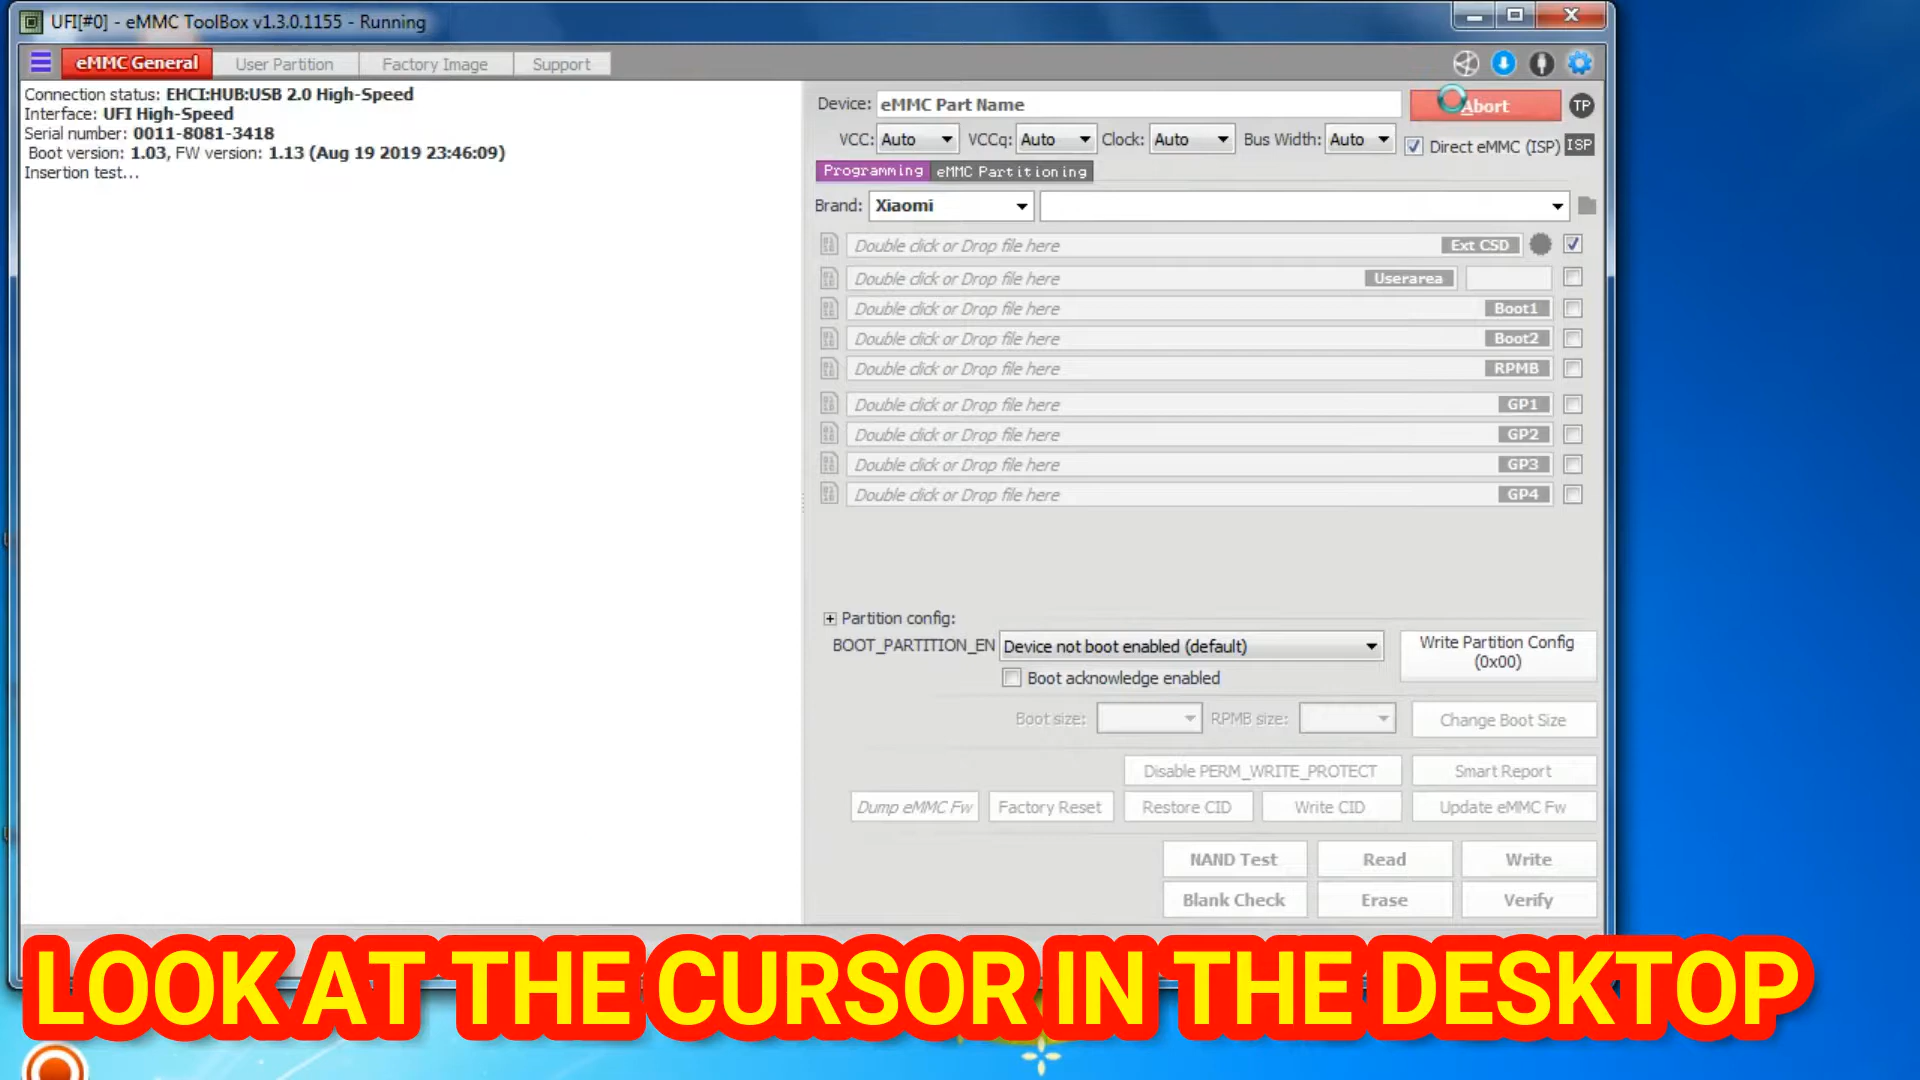 UFI[#0] - eMMC ToolBox v1.3.0.1155 - Running
eMMC General User Partition Factory Image Support
Connection status: EHCI:HUB:USB 2.0 High-Speed
Interface: UFI High-Speed
Serial number: 0011-8081-3418
Boot version: 1.03, FW version: 1.13 (Aug 19 2019 23:46:09)
Insertion test...
Device: eMMC Part Name Abort TP
VCC: Auto VCCq: Auto Clock: Auto Bus Width: Auto Direct eMMC (ISP) ISP
Programming eMMC Partitioning
Brand: Xiaomi
Double click or Drop file here Ext CSD
Double click or Drop file here Userarea
Double click or Drop file here Boot1
Double click or Drop file here Boot2
Double click or Drop file here RPMB
Double click or Drop file here GP1
Double click or Drop file here GP2
Double click or Drop file here GP3
Double click or Drop file here GP4
Partition config:
BOOT_PARTITION_EN Device not boot enabled (default) Write Partition Config
(0x00)
Boot acknowledge enabled
Boot size: RPMB size: Change Boot Size
Disable PERM_WRITE_PROTECT Smart Report
Dump eMMC Fw Factory Reset Restore CID Write CID Update eMMC Fw
NAND Test Read Write
Blank Check Erase Verify
LOOK AT THE CURSOR IN THE DESKTOP